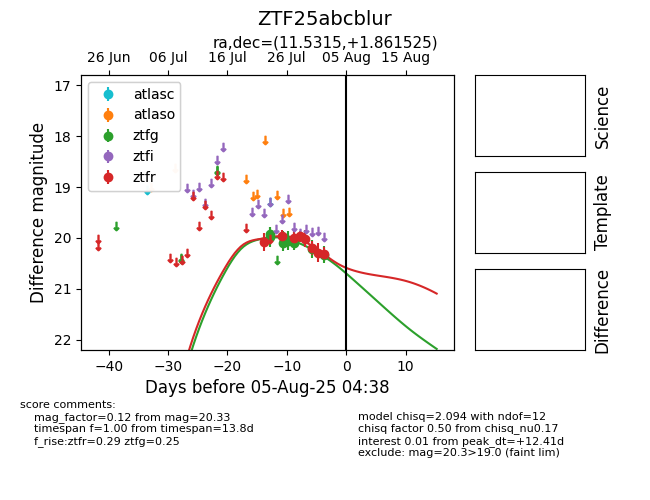 ZTF25abcblur
ra,dec=(11.5315,+1.861525)
26 Jun 06 Jul 16 Jul 26 Jul 05 Aug 15 Aug
atlasc
atlaso
ztfg
ztfi
ztfr
17
18
19
20
21
22
Difference magnitude
−40 −30 −20 −10 0 10
Days before 05-Aug-25 04:38
Science
Template
Difference
score comments:
mag_factor=0.12 from mag=20.33
timespan f=1.00 from timespan=13.8d
f_rise:ztfr=0.29 ztfg=0.25
model chisq=2.094 with ndof=12
chisq factor 0.50 from chisq_nu0.17
interest 0.01 from peak_dt=+12.41d
exclude: mag=20.3>19.0 (faint lim)